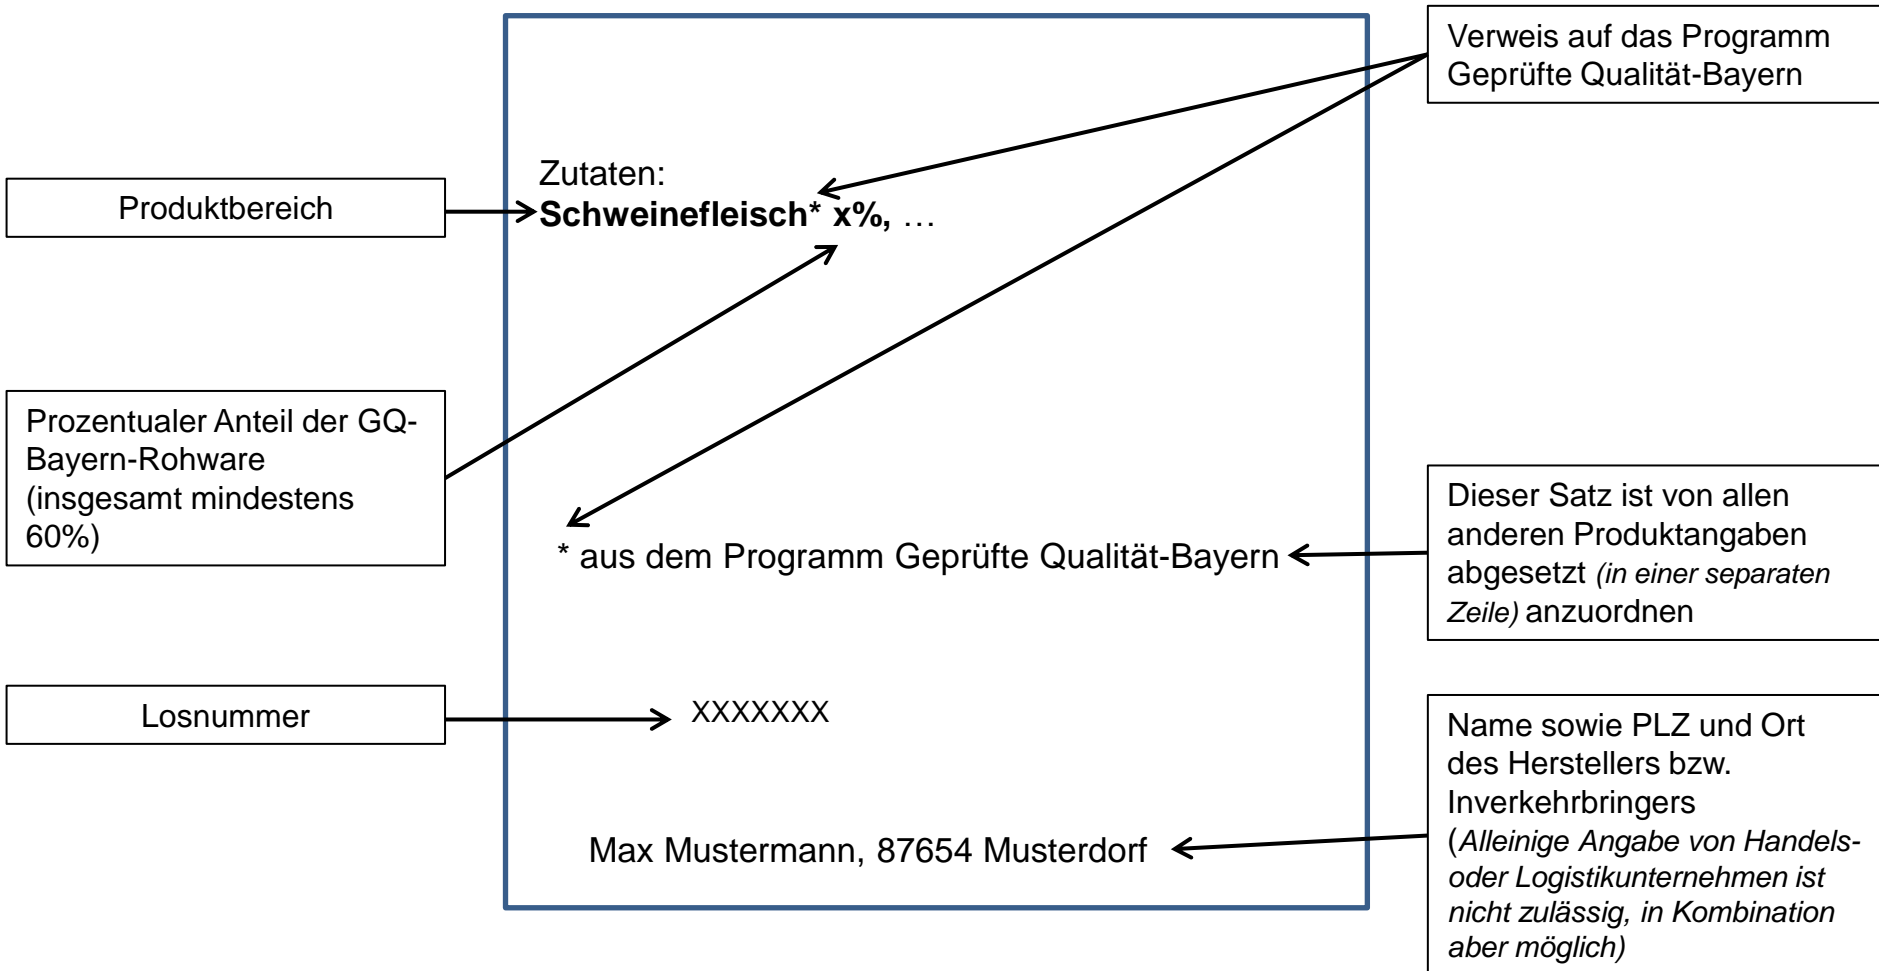 Verweis auf das Programm
Geprüfte Qualität-Bayern
Zutaten:
Produktbereich
Schweinefleisch* x%, …
Prozentualer Anteil der GQ-
Bayern-Rohware
(insgesamt mindestens
60%)
* aus dem Programm Geprüfte Qualität-Bayern
Dieser Satz ist von allen
anderen Produktangaben
abgesetzt (in einer separaten
Zeile) anzuordnen
Losnummer
XXXXXXX
Max Mustermann, 87654 Musterdorf
Name sowie PLZ und Ort
des Herstellers bzw.
Inverkehrbringers
(Alleinige Angabe von Handels-
oder Logistikunternehmen ist
nicht zulässig, in Kombination
aber möglich)